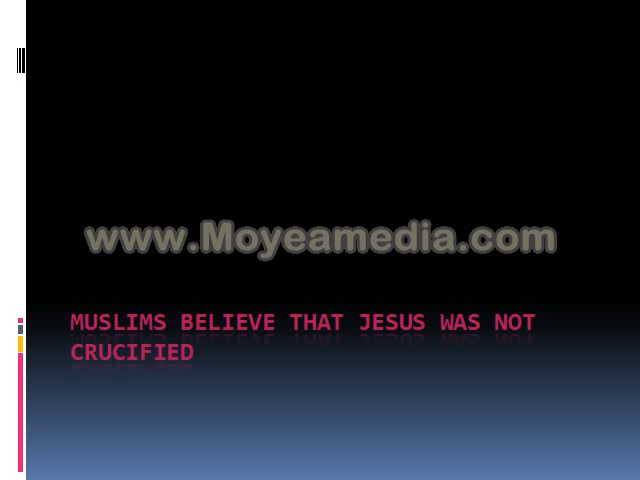 www.Moyeamedia.com
MUSLIMS BELIEVE THAT JESUS WAS NOT
CRUCIFIED